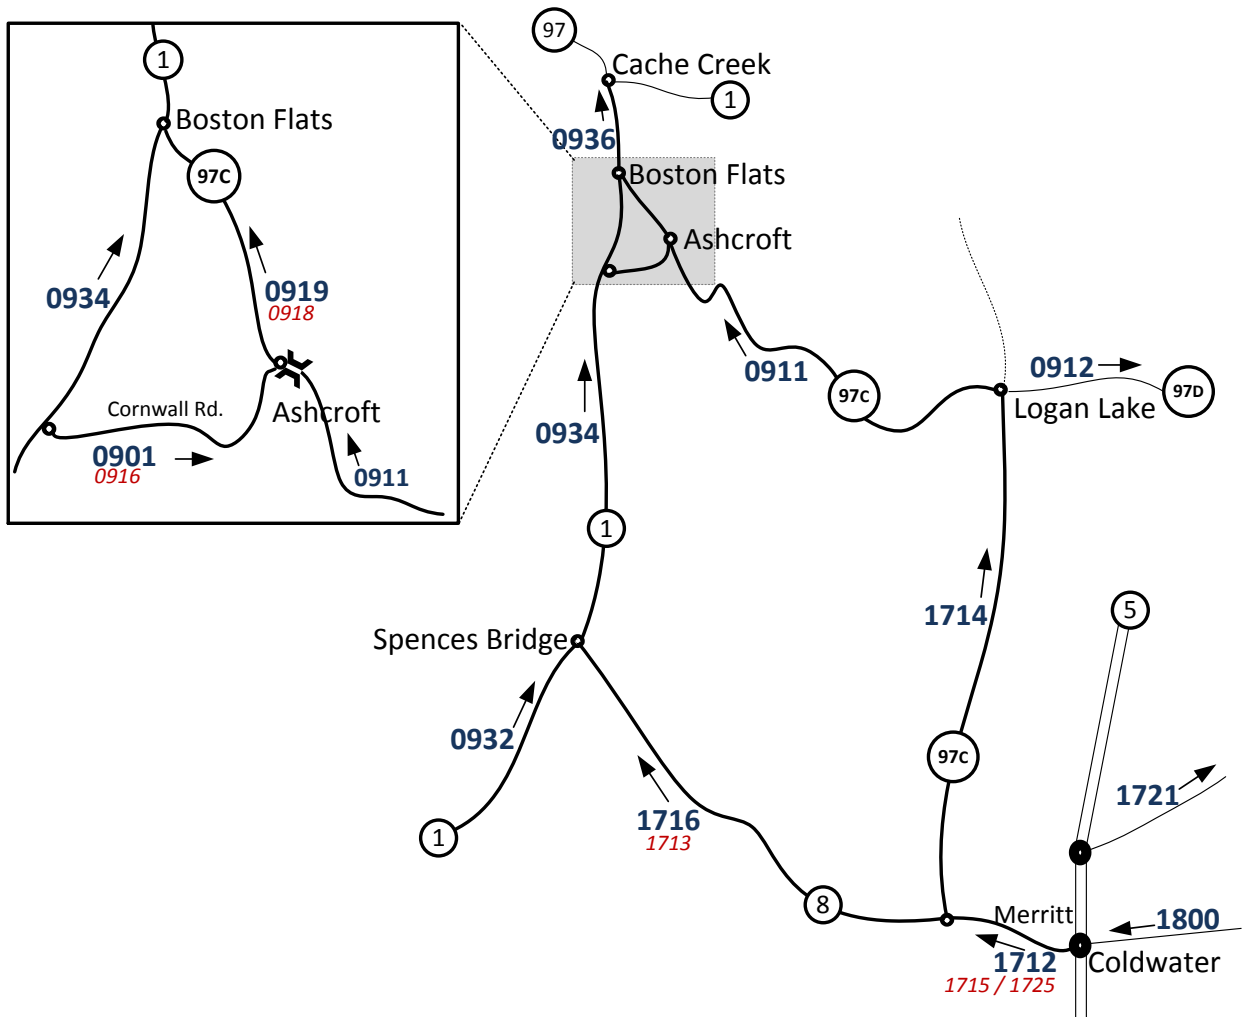 1
Boston Flats
97C
0934
0919
0918
Cornwall Rd.
Ashcroft
0901
0916
0911
97
Cache Creek
1
0936
Boston Flats
Ashcroft
0911
97C
0912
97D
Logan Lake
0934
1
1714
5
Spences Bridge
0932
97C
1721
1
1716
1713
8
Merritt
1800
1712
1715 / 1725
Coldwater